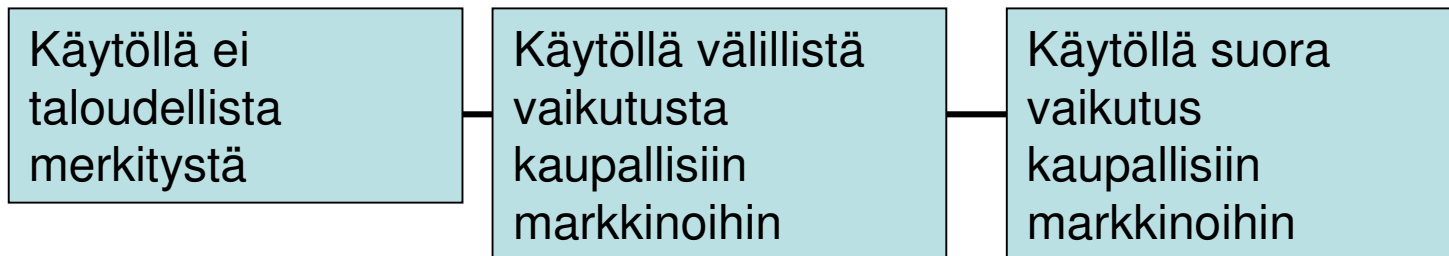 Käytöllä ei
taloudellista
merkitystä
Käytöllä välillistä
vaikutusta
kaupallisiin
markkinoihin
Käytöllä suora
vaikutus
kaupallisiin
markkinoihin